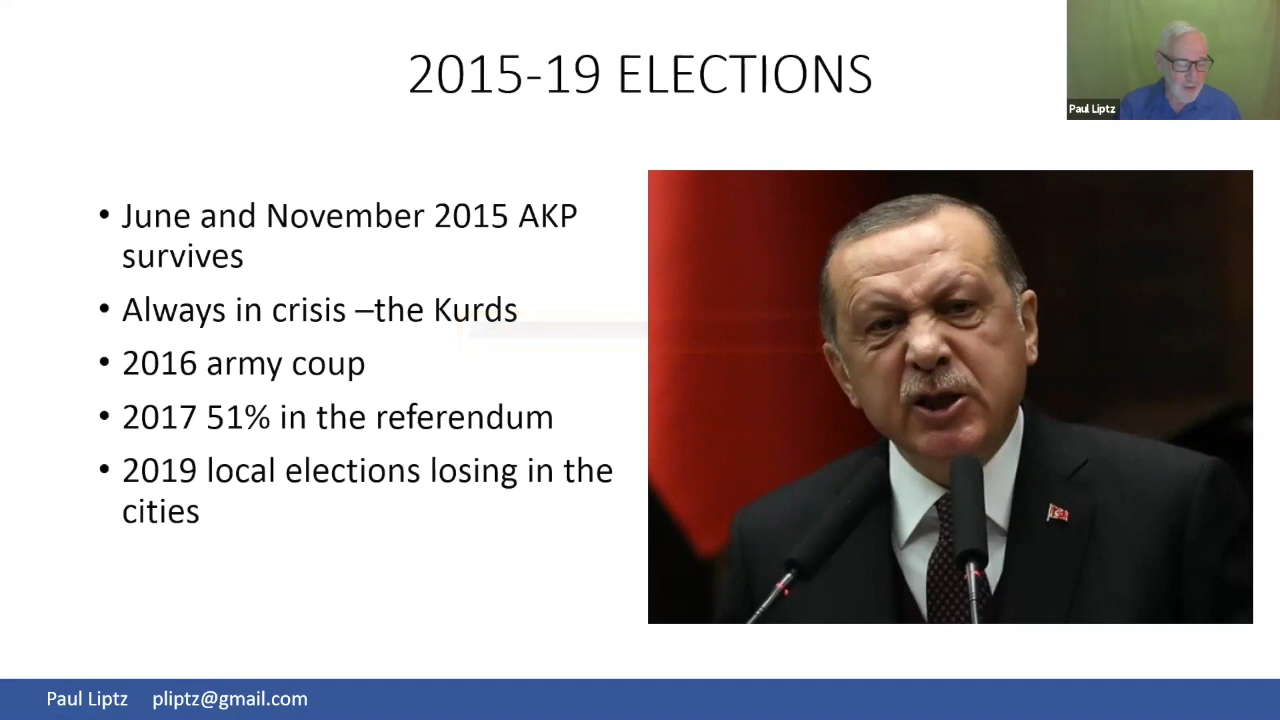 2015-19 ELECTIONS
Paul Liptz
• June and November 2015 AKP
survives
• Always in crisis –the Kurds
• 2016 army coup
• 2017 51% in the referendum
• 2019 local elections losing in the
cities
Paul Liptz pliptz@gmail.com